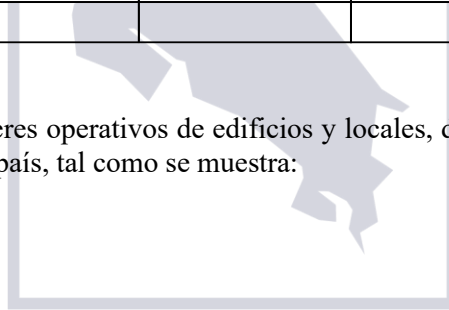 eres operativos de edificios y locales,
país, tal como se muestra: